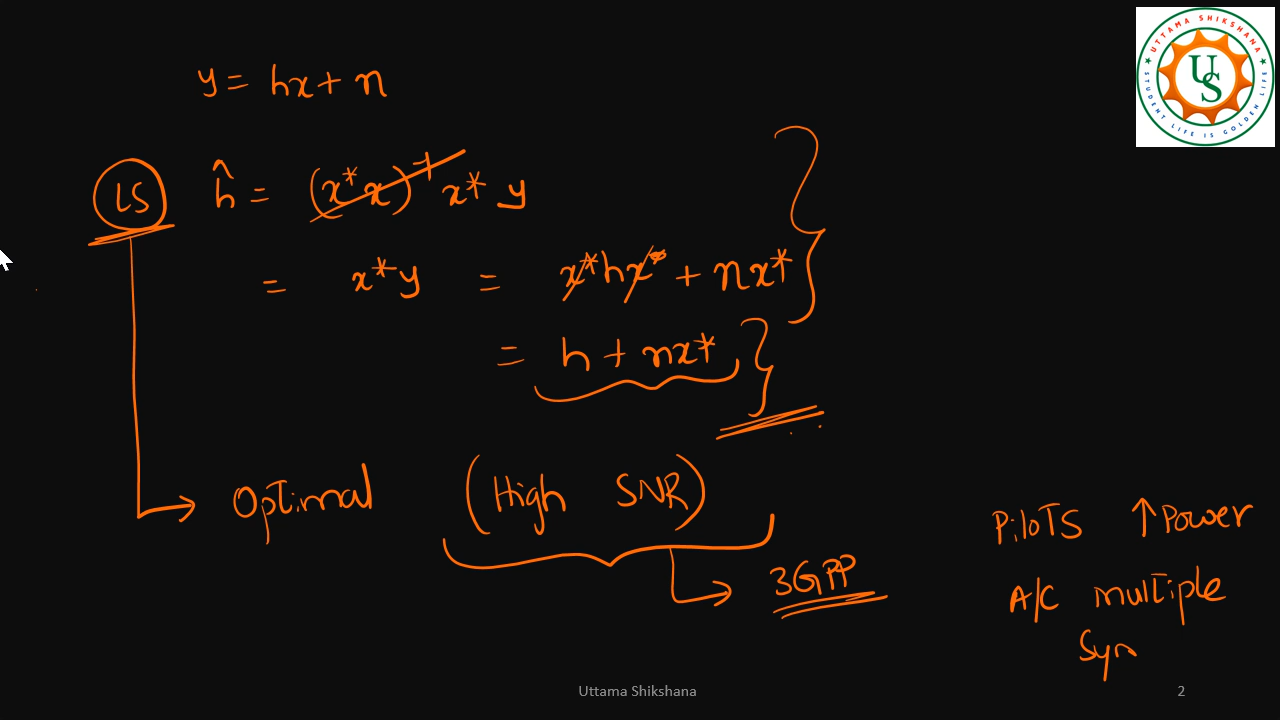 UTTAMA SHIKSHANA
US
STUDENT LIFE IS GOLDEN LIFE
y = hx + n
LS ĥ = (x*x)⁻¹ x* y
= x*y = x*hx + nx*
= h + nx*
Optimal (High SNR)
3GPP
PiloTS ↑Power
A/C multiple
Syn
Uttama Shikshana 2